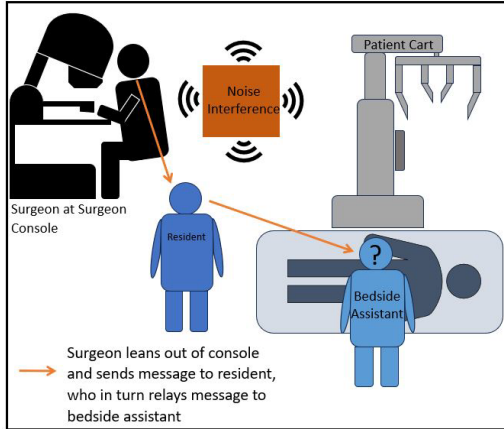 Patient Cart
Noise
Interference
Surgeon at Surgeon
Console
Resident
?
Bedside
Assistant
Surgeon leans out of console
and sends message to resident,
who in turn relays message to
bedside assistant